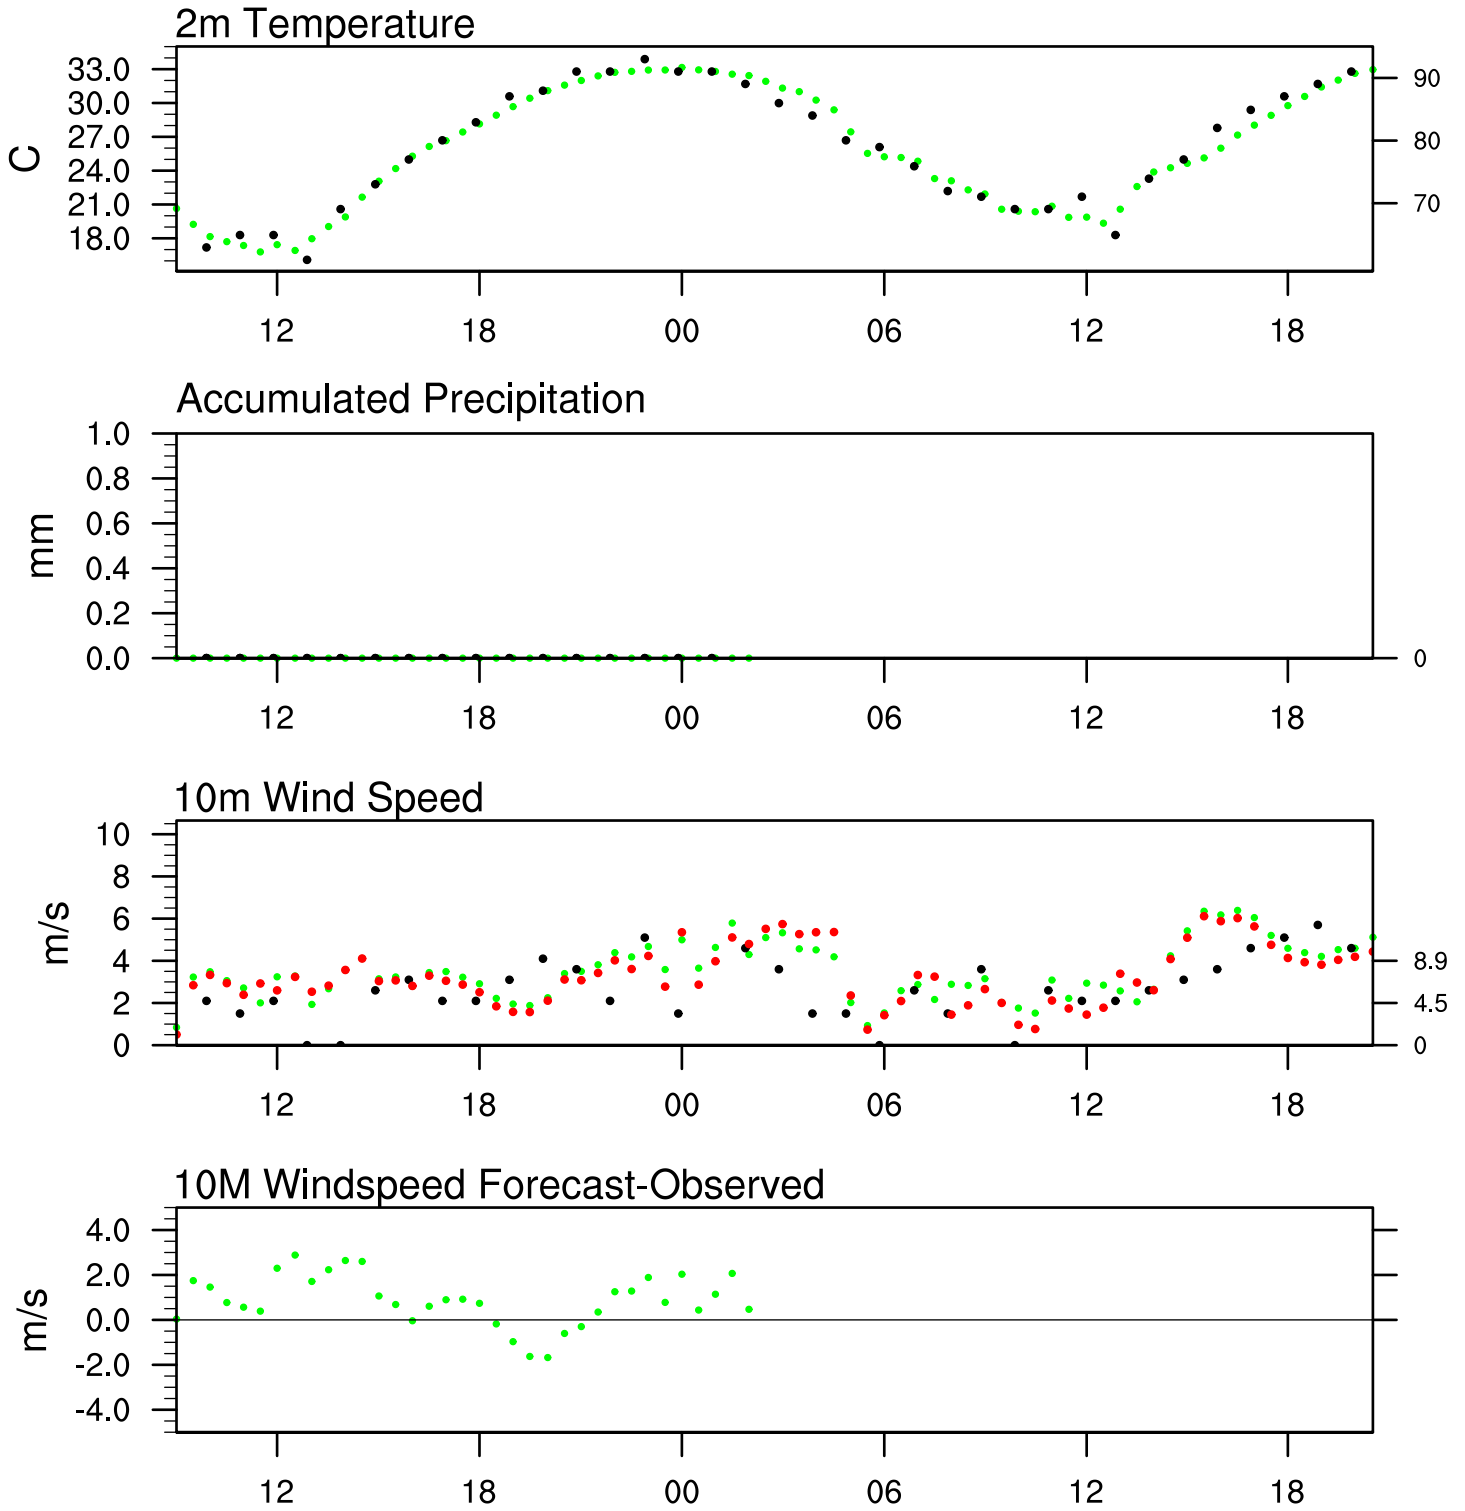 2m Temperature
33.0
30.0
27.0
24.0
21.0
18.0
C
90
80
70
12 18 00 06 12 18
Accumulated Precipitation
1.0
0.8
0.6
0.4
0.2
0.0
mm
0
12 18 00 06 12 18
10m Wind Speed
10
8
6
4
2
0
m/s
8.9
4.5
0
12 18 00 06 12 18
10M Windspeed Forecast-Observed
4.0
2.0
0.0
-2.0
-4.0
m/s
12 18 00 06 12 18